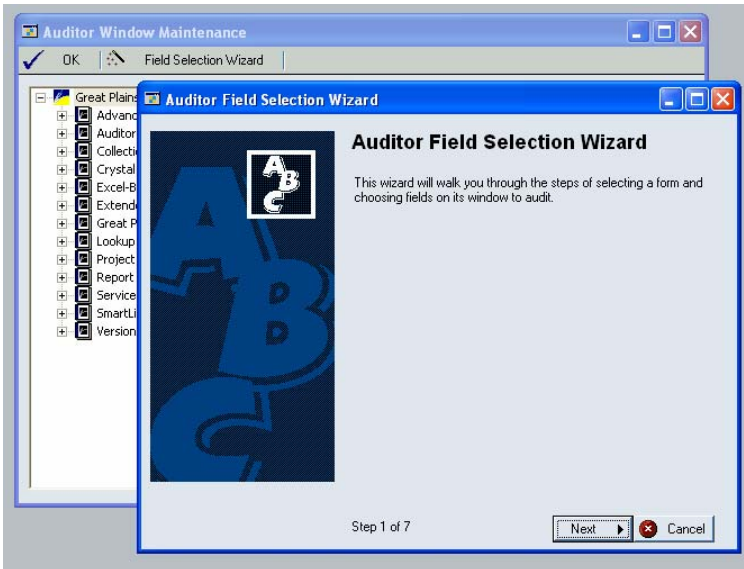 Auditor Window Maintenance
OK
Field Selection Wizard
Great Plains
Advanc
Auditor
Collecti
Crystal
Excel-B
Extende
Great P
Lookup
Project
Report
Service
SmartLi
Version
Auditor Field Selection Wizard
ABC
ABC
Auditor Field Selection Wizard
This wizard will walk you through the steps of selecting a form and
choosing fields on its window to audit.
Step 1 of 7
Next
Cancel